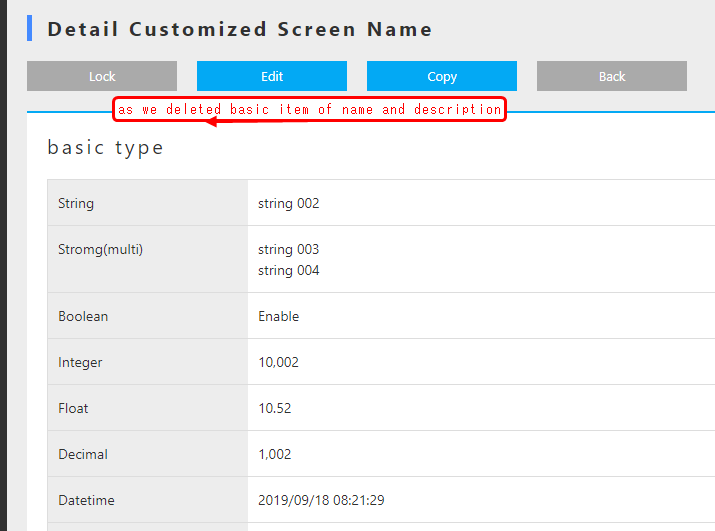 Detail Customized Screen Name
Lock Edit Copy Back
as we deleted basic item of name and description
basic type
String string 002
Stromg(multi) string 003
string 004
Boolean Enable
Integer 10,002
Float 10.52
Decimal 1,002
Datetime 2019/09/18 08:21:29